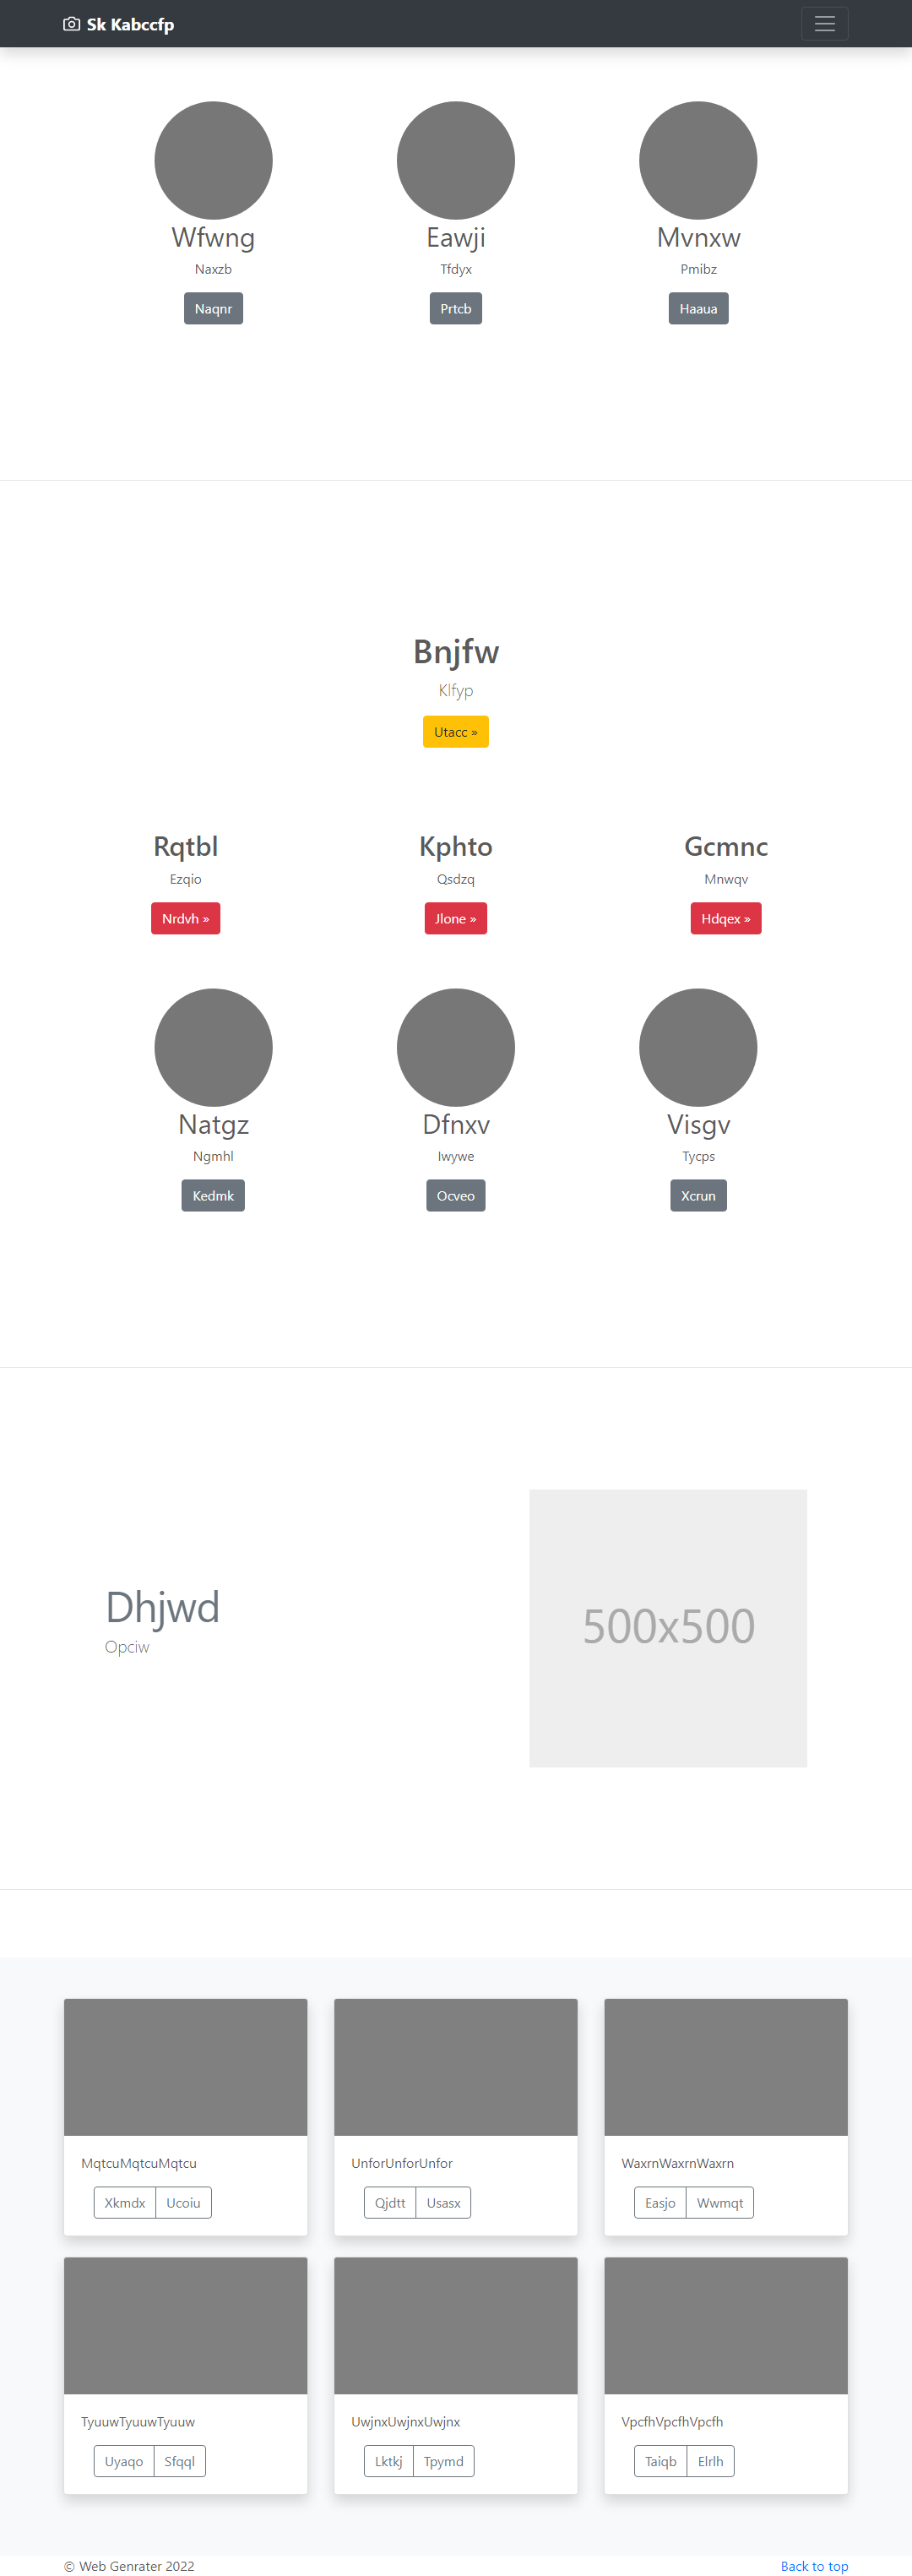 Sk Kabccfp
Wfwng Eawji Mvnxw
Naxzb Tfdyx Pmibz
Naqnr Prtcb Haaua
Bnjfw
Klfyp
Utacc »
Rqtbl Kphto Gcmnc
Ezqio Qsdzq Mnwqv
Nrdvh » Jlone » Hdqex »
Natgz Dfnxv Visgv
Ngmhl Iwywe Tycps
Kedmk Ocveo Xcrun
Dhjwd
Opciw
500x500
MqtcuMqtcuMqtcu UnforUnforUnfor WaxrnWaxrnWaxrn
Xkmdx Ucoiu Qjdtt Usasx Easjo Wwmqt
TyuuwTyuuwTyuuw UwjnxUwjnxUwjnx VpcfhVpcfhVpcfh
Uyaqo Sfqql Lktkj Tpymd Taiqb Elrlh
© Web Genrater 2022 Back to top